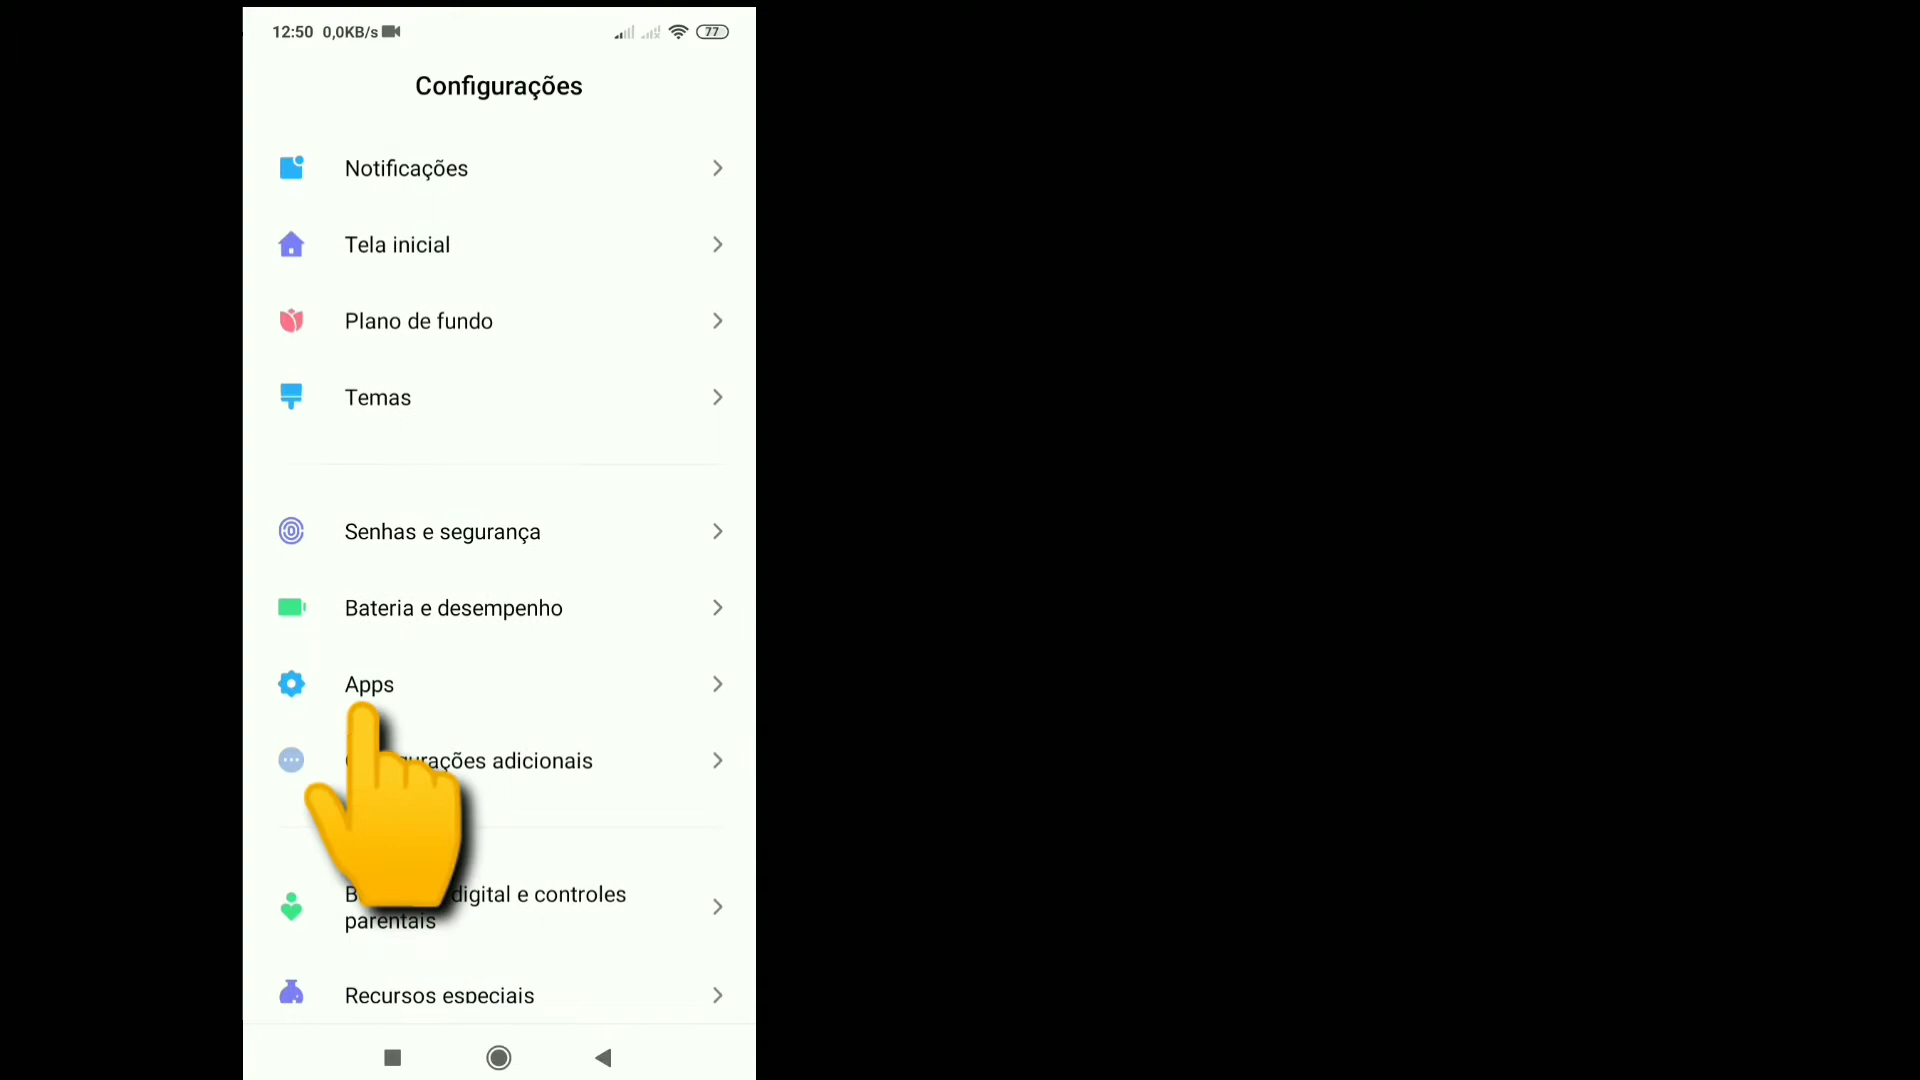 12:50 0,0KB/s 77
Configurações
Notificações
Tela inicial
Plano de fundo
Temas
Senhas e segurança
Bateria e desempenho
Apps
adicionais
digital e controles
parentais
Recursos especiais